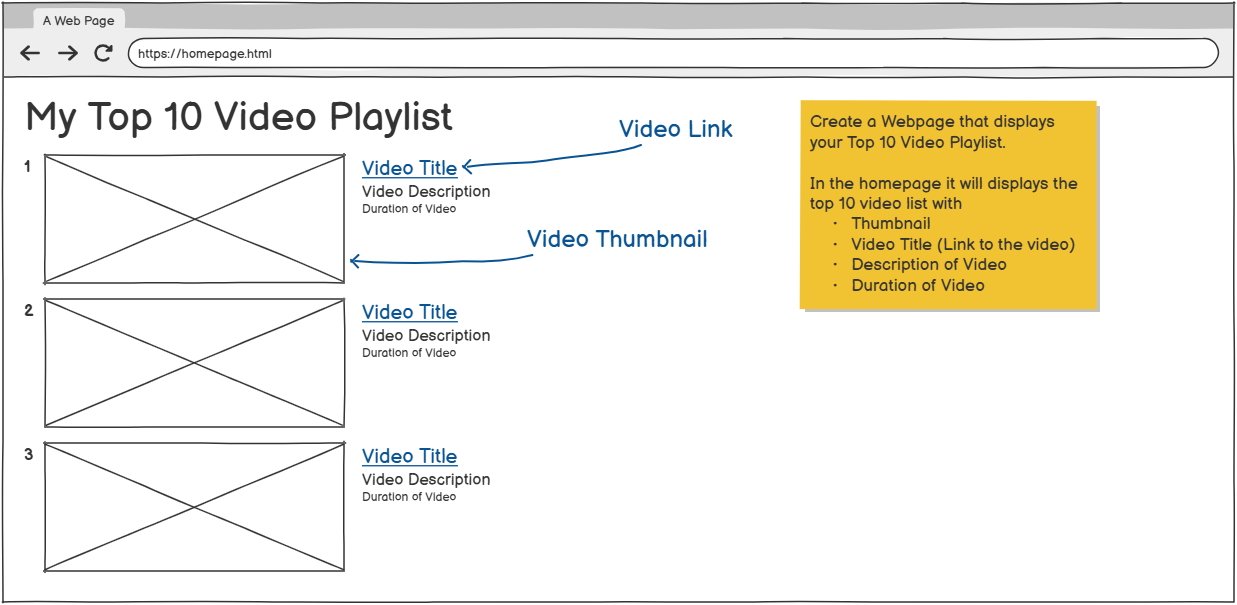 A Web Page
https://homepage.html
My Top 10 Video Playlist
Video Link
1
Video Title
Video Description
Duration of Video
Video Thumbnail
2
Video Title
Video Description
Duration of Video
3
Video Title
Video Description
Duration of Video
Create a Webpage that displays
your Top 10 Video Playlist.
In the homepage it will displays the
top 10 video list with
· Thumbnail
· Video Title (Link to the video)
· Description of Video
· Duration of Video